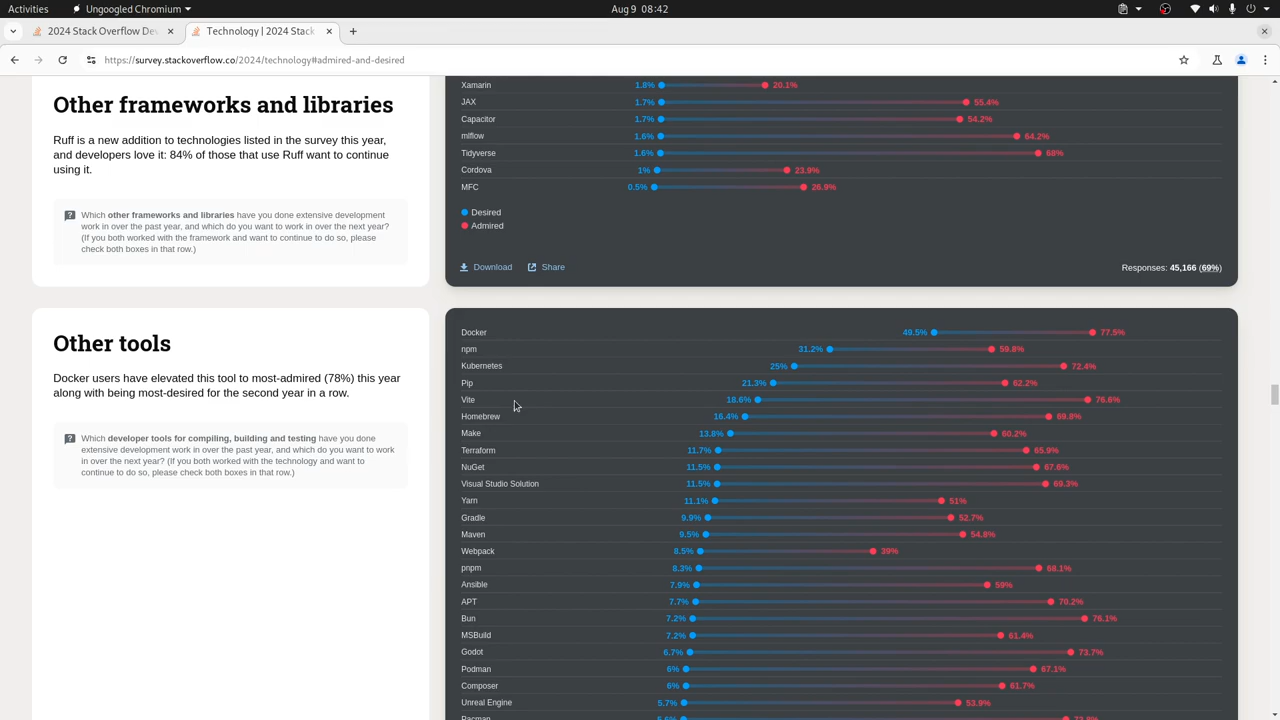 Activities
Ungoogled Chromium
Aug 9 08:42
2024 Stack Overflow De
Technology | 2024 Stack
https://survey.stackoverflow.co/2024/technology#admired-and-desired
Other frameworks and libraries
Ruff is a new addition to technologies listed in the survey this year,
and developers love it: 84% of those that use Ruff want to continue
using it.
Which other frameworks and libraries have you done extensive development
work in over the past year, and which do you want to work in over the next year?
(If you both worked with the framework and want to continue to do so, please
check both boxes in that row.)
Xamarin 1.8% 20.1%
JAX 1.7% 55.4%
Capacitor 1.7% 54.2%
mlflow 1.6% 64.2%
Tidyverse 1.6% 68%
Cordova 1% 23.9%
MFC 0.5% 26.9%
Desired
Admired
Download Share Responses: 45,166 (69%)
Other tools
Docker users have elevated this tool to most-admired (78%) this year
along with being most-desired for the second year in a row.
Which developer tools for compiling, building and testing have you done
extensive development work in over the past year, and which do you want to work
in over the next year? (If you both worked with the technology and want to
continue to do so, please check both boxes in that row.)
Docker 49.5% 77.5%
npm 31.2% 59.8%
Kubernetes 25% 72.4%
Pip 21.3% 62.2%
Vite 18.6% 76.6%
Homebrew 16.4% 69.8%
Make 13.8% 60.2%
Terraform 11.7% 65.9%
NuGet 11.5% 67.6%
Visual Studio Solution 11.5% 69.3%
Yarn 11.1% 51%
Gradle 9.9% 52.7%
Maven 9.5% 54.8%
Webpack 8.5% 39%
pnpm 8.3% 68.1%
Ansible 7.9% 59%
APT 7.7% 70.2%
Bun 7.2% 76.1%
MSBuild 7.2% 61.4%
Godot 6.7% 73.7%
Podman 6% 67.1%
Composer 6% 61.7%
Unreal Engine 5.7% 53.9%
Pacman